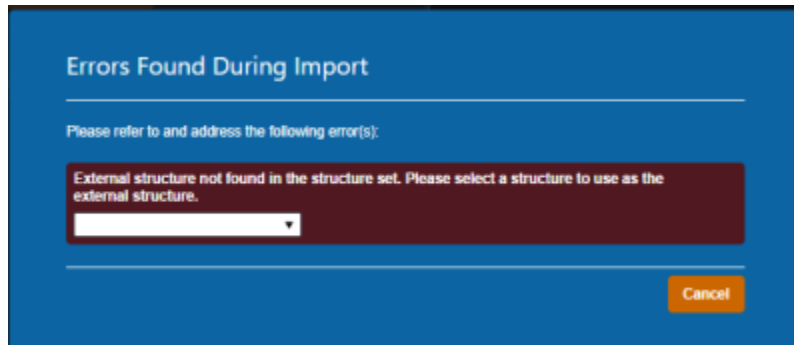 Errors Found During Import
Please refer to and address the following error(s):
External structure not found in the structure set. Please select a structure to use as the
external structure.
Cancel